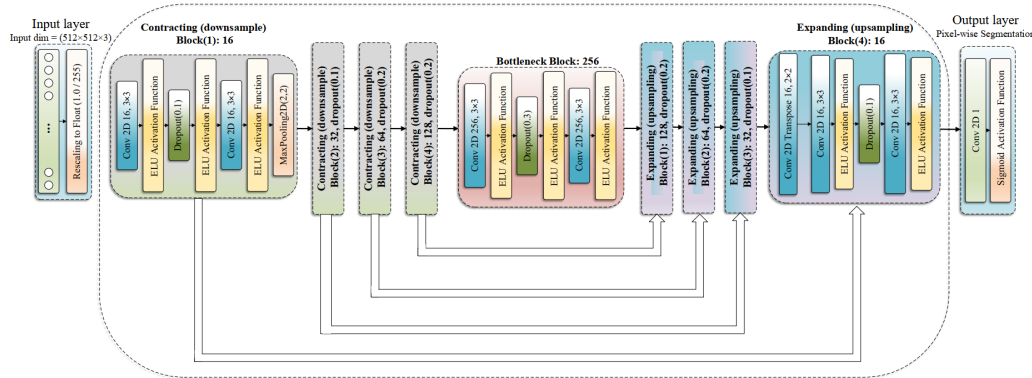 Input layer
Input dim = (512×512×3)
...
Rescaling to Float (1.0 / 255)
Contracting (downsample)
Block(1): 16
Conv 2D 16, 3×3
ELU Activation Function
Dropout(0.1)
ELU Activation Function
Conv 2D 16, 3×3
ELU Activation Function
MaxPooling2D(2,2)
Contracting (downsample)
Block(2): 32, dropout(0.1)
Contracting (downsample)
Block(3): 64, dropout(0.2)
Contracting (downsample)
Block(4): 128, dropout(0.2)
Bottleneck Block: 256
Conv 2D 256, 3×3
ELU Activation Function
Dropout(0.3)
ELU Activation Function
Conv 2D 256, 3×3
ELU Activation Function
Expanding (upsampling)
Block(1): 128, dropout(0.2)
Expanding (upsampling)
Block(2): 64, dropout(0.2)
Expanding (upsampling)
Block(3): 32, dropout(0.1)
Expanding (upsampling)
Block(4): 16
Conv 2D Transpose 16, 2×2
Conv 2D 16, 3×3
ELU Activation Function
Dropout(0.1)
Conv 2D 16, 3×3
ELU Activation Function
Output layer
Pixel-wise Segmentation
Conv 2D 1
Sigmoid Activation Function